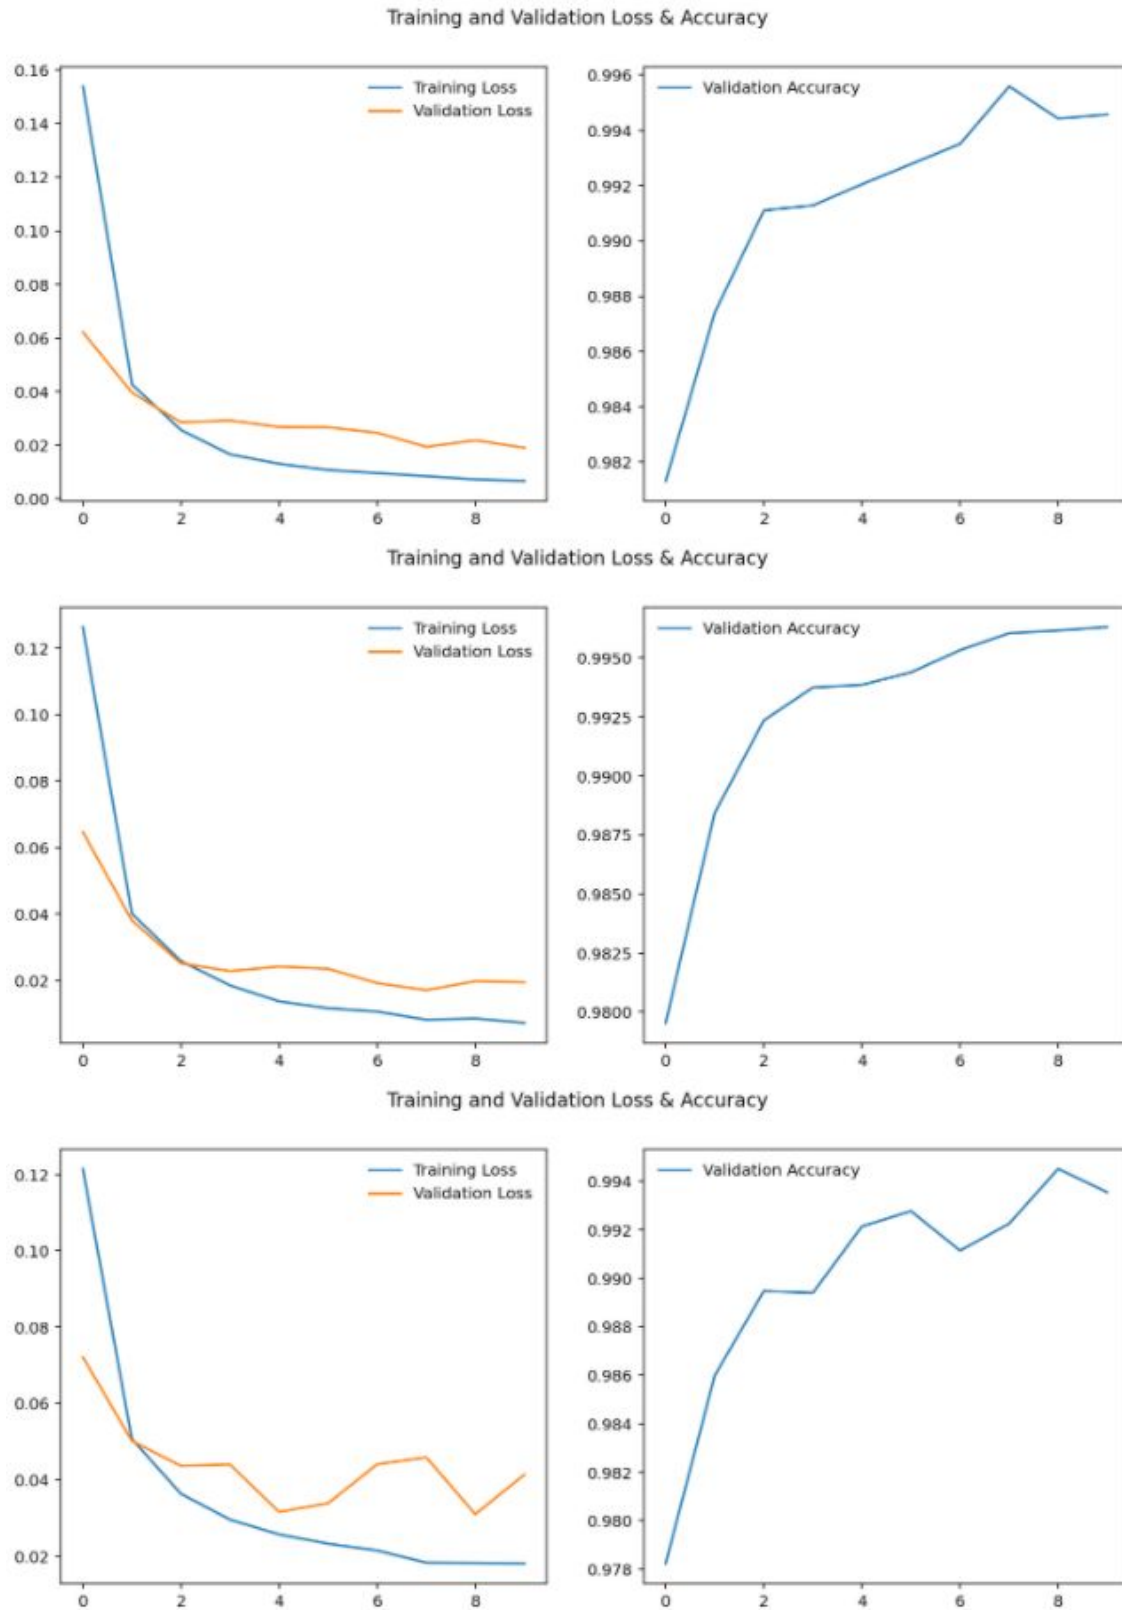 Training and Validation Loss & Accuracy
0.16
0.14
0.12
0.10
0.08
0.06
0.04
0.02
0.00
0 2 4 6 8
Training Loss
Validation Loss
0.996
0.994
0.992
0.990
0.988
0.986
0.984
0.982
0 2 4 6 8
Validation Accuracy
Training and Validation Loss & Accuracy
0.12
0.10
0.08
0.06
0.04
0.02
0 2 4 6 8
Training Loss
Validation Loss
0.9950
0.9925
0.9900
0.9875
0.9850
0.9825
0.9800
0 2 4 6 8
Validation Accuracy
Training and Validation Loss & Accuracy
0.12
0.10
0.08
0.06
0.04
0.02
0 2 4 6 8
Training Loss
Validation Loss
0.994
0.992
0.990
0.988
0.986
0.984
0.982
0.980
0.978
0 2 4 6 8
Validation Accuracy